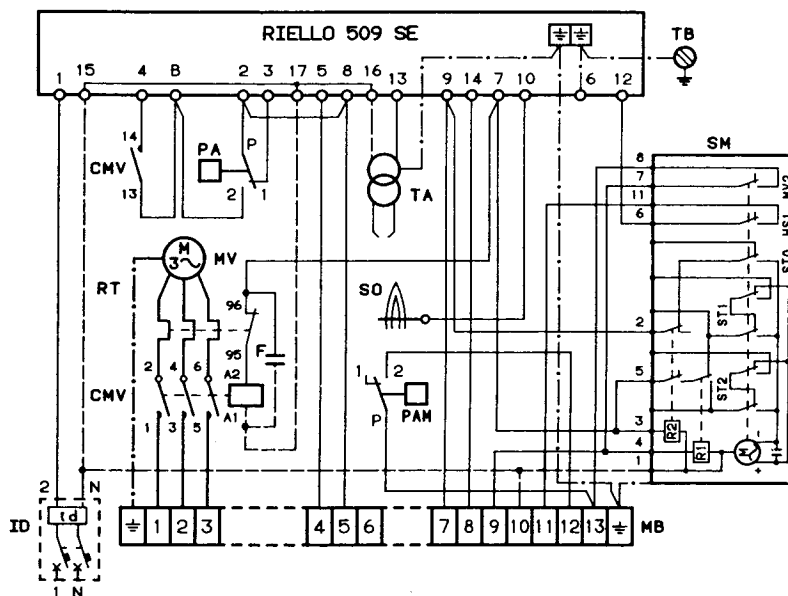 RIELLO 509 SE
TB
1 15 4 B 2 3 17 5 8 16 13 9 14 7 10 6 12
14
CMV
13
PA
P
2 1
TA
SM
8
7
11
6
2
5
3
4
1
MV2
HS1
ST0
ST1
ST2
R2
R1
M
-
+
M
3~
MV
RT
96
95
F
A2
A1
2 4 6
CMV
1 3 5
SO
1 2
P
PAM
2 N
ID
Id
1 N
1 2 3 4 5 6 7 8 9 10 11 12 13
MB